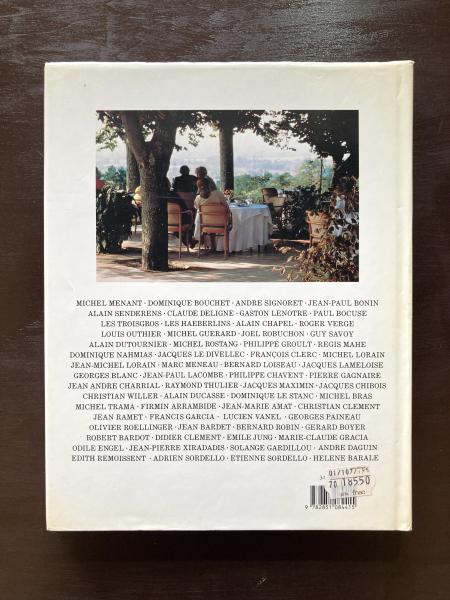 MICHEL MENANT · DOMINIQUE BOUCHET · ANDRE SIGNORET · JEAN-PAUL BONIN
ALAIN SENDERENS · CLAUDE DELIGNE · GASTON LENOTRE · PAUL BOCUSE
LES TROISGROS · LES HAEBERLINS · ALAIN CHAPEL · ROGER VERGE
LOUIS OUTHIER · MICHEL GUERARD · JOEL ROBUCHON · GUY SAVOY
ALAIN DUTOURNIER · MICHEL ROSTANG · PHILIPPE GROULT · REGIS MAHE
DOMINIQUE NAHMIAS · JACQUES LE DIVELLEC · FRANÇOIS CLERC · MICHEL LORAIN
JEAN-MICHEL LORAIN · MARC MENEAU · BERNARD LOISEAU · JACQUES LAMELOISE
GEORGES BLANC · JEAN-PAUL LACOMBE · PHILIPPE CHAVENT · PIERRE GAGNAIRE
JEAN ANDRE CHARRIAL · RAYMOND THULIER · JACQUES MAXIMIN · JACQUES CHIBOIS
CHRISTIAN WILLER · ALAIN DUCASSE · DOMINIQUE LE STANC · MICHEL BRAS
MICHEL TRAMA · FIRMIN ARRAMBIDE · JEAN-MARIE AMAT · CHRISTIAN CLEMENT
JEAN RAMET · FRANCIS GARCIA · LUCIEN VANEL · GEORGES PAINEAU
OLIVIER ROELLINGER · JEAN BARDET · BERNARD ROBIN · GERARD BOYER
ROBERT BARDOT · DIDIER CLEMENT · EMILE JUNG · MARIE-CLAUDE GRACIA
ODILE ENGEL · JEAN-PIERRE XIRADADIS · SOLANGE GARDILLOU · ANDRE DAGUIN
EDITH REMOISSENT · ADRIEN SORDELLO · ETIENNE SORDELLO · HELENE BARALE
70 18550
9 782851 084675